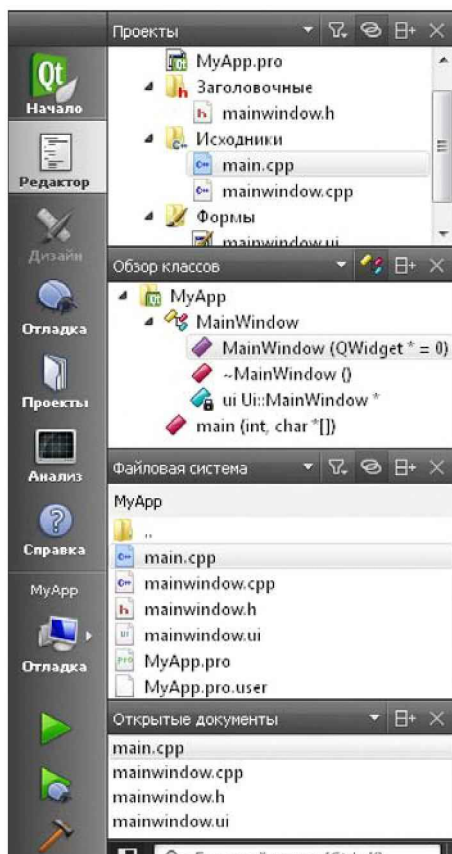 Qt
Начало
Редактор
Дизайн
Отладка
Проекты
Анализ
Справка
MyApp
Отладка
Проекты
MyApp.pro
Заголовочные
mainwindow.h
Исходники
main.cpp
mainwindow.cpp
Формы
mainwindow.ui
Обзор классов
MyApp
MainWindow
MainWindow (QWidget * = 0)
~MainWindow ()
ui Ui::MainWindow *
main (int, char *[])
Файловая система
MyApp
..
main.cpp
mainwindow.cpp
mainwindow.h
mainwindow.ui
MyApp.pro
MyApp.pro.user
Открытые документы
main.cpp
mainwindow.cpp
mainwindow.h
mainwindow.ui